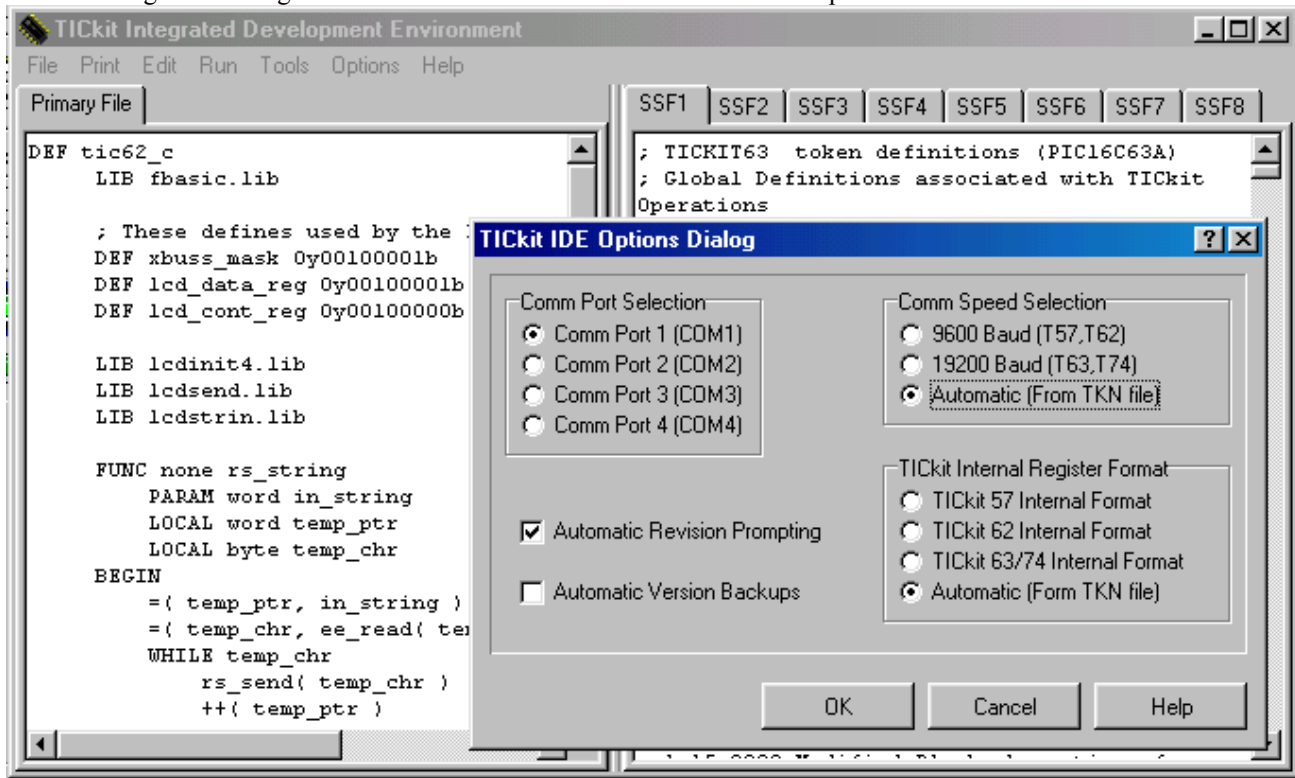 TICkit Integrated Development Environment
File Print Edit Run Tools Options Help
Primary File
SSF1 SSF2 SSF3 SSF4 SSF5 SSF6 SSF7 SSF8
DEF tic62_c
LIB fbasic.lib
; These defines used by the
DEF xbuss_mask 0y00100001b
DEF lcd_data_reg 0y00100001b
DEF lcd_cont_reg 0y00100000b
LIB lcdinit4.lib
LIB lcdsend.lib
LIB lcdstrin.lib
FUNC none rs_string
PARAM word in_string
LOCAL word temp_ptr
LOCAL byte temp_chr
BEGIN
=( temp_ptr, in_string )
=( temp_chr, ee_read( te
WHILE temp_chr
rs_send( temp_chr )
++( temp_ptr )
; TICKIT63 token definitions (PIC16C63A)
; Global Definitions associated with TICkit
Operations
TICkit IDE Options Dialog
Comm Port Selection
Comm Port 1 (COM1)
Comm Port 2 (COM2)
Comm Port 3 (COM3)
Comm Port 4 (COM4)
Automatic Revision Prompting
Automatic Version Backups
Comm Speed Selection
9600 Baud (T57,T62)
19200 Baud (T63,T74)
Automatic (From TKN file)
TICkit Internal Register Format
TICkit 57 Internal Format
TICkit 62 Internal Format
TICkit 63/74 Internal Format
Automatic (Form TKN file)
OK Cancel Help